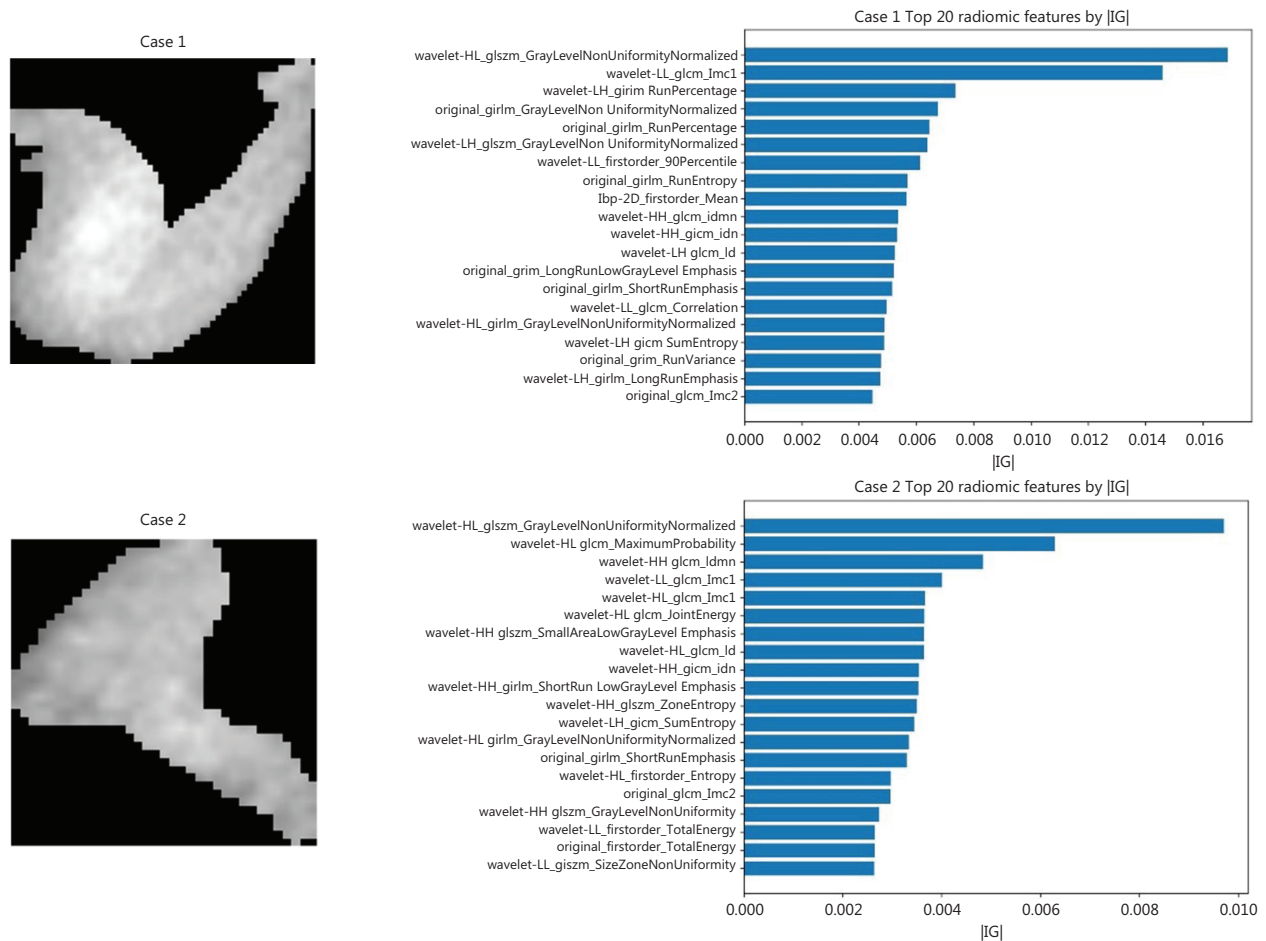 Case 1
Case 1 Top 20 radiomic features by |IG|
wavelet-HL_glszm_GrayLevelNonUniformityNormalized
wavelet-LL_glcm_Imc1
wavelet-LH_girim RunPercentage
original_girlm_GrayLevelNon UniformityNormalized
original_girlm_RunPercentage
wavelet-LH_glszm_GrayLevelNon UniformityNormalized
wavelet-LL_firstorder_90Percentile
original_girlm_RunEntropy
Ibp-2D_firstorder_Mean
wavelet-HH_glcm_idmn
wavelet-HH_gicm_idn
wavelet-LH glcm_ld
original_grim_LongRunLowGrayLevel Emphasis
original_girlm_ShortRunEmphasis
wavelet-LL_glcm_Correlation
wavelet-HL_girlm_GrayLevelNonUniformityNormalized
wavelet-LH gicm SumEntropy
original_grim_RunVariance
wavelet-LH_girlm_LongRunEmphasis
original_glcm_Imc2
0.000 0.002 0.004 0.006 0.008 0.010 0.012 0.014 0.016
|IG|
Case 2
Case 2 Top 20 radiomic features by |IG|
wavelet-HL_glszm_GrayLevelNonUniformityNormalized
wavelet-HL glcm_MaximumProbability
wavelet-HH glcm_ldmn
wavelet-LL_glcm_Imc1
wavelet-HL_glcm_Imc1
wavelet-HL glcm_JointEnergy
wavelet-HH glszm_SmallAreaLowGrayLevel Emphasis
wavelet-HL_glcm_ld
wavelet-HH_gicm_idn
wavelet-HH_girlm_ShortRun LowGrayLevel Emphasis
wavelet-HH_glszm_ZoneEntropy
wavelet-LH_gicm_SumEntropy
wavelet-HL girlm_GrayLevelNonUniformityNormalized
original_girlm_ShortRunEmphasis
wavelet-HL_firstorder_Entropy
original_glcm_Imc2
wavelet-HH glszm_GrayLevelNonUniformity
wavelet-LL_firstorder_TotalEnergy
original_firstorder_TotalEnergy
wavelet-LL_giszm_SizeZoneNonUniformity
0.000 0.002 0.004 0.006 0.008 0.010
|IG|